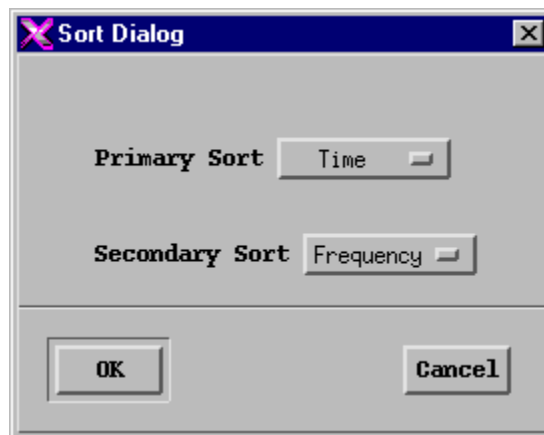 Sort Dialog
Primary Sort Time
Secondary Sort Frequency
OK Cancel